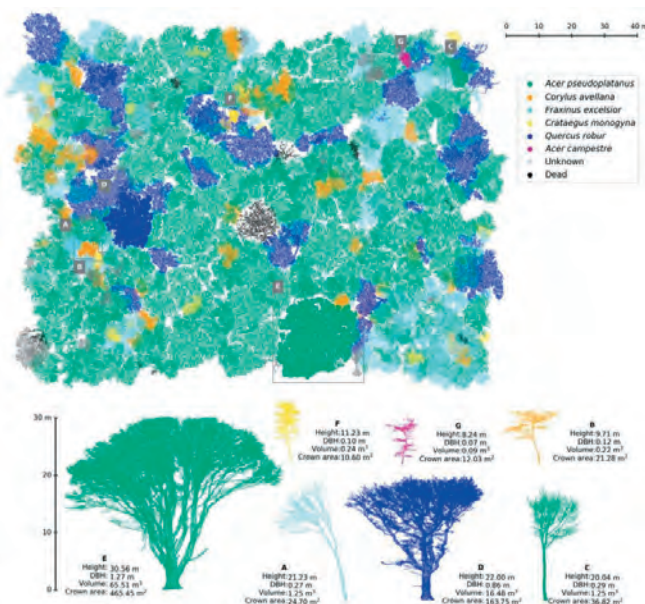 G
C
0 10 20 30 40 m
Acer pseudoplatanus
Corylus avellana
Fraxinus excelsior
Crataegus monogyna
Quercus robur
Acer campestre
Unknown
Dead
F
D
A
B
E
30 m
20
10
0
F
Height:11.23 m
DBH:0.10 m
Volume:0.24 m³
Crown area:10.60 m²
G
Height:8.24 m
DBH:0.07 m
Volume:0.09 m³
Crown area:12.03 m²
B
Height:9.71 m
DBH:0.12 m
Volume:0.22 m³
Crown area:21.28 m²
E
Height:30.56 m
DBH:1.27 m
Volume:65.51 m³
Crown area:465.45 m²
A
Height:21.23 m
DBH:0.27 m
Volume:1.25 m³
Crown area:24.70 m²
D
Height:22.00 m
DBH:0.86 m
Volume:16.48 m³
Crown area:163.75 m²
C
Height:20.04 m
DBH:0.29 m
Volume:1.25 m³
Crown area:36.82 m²